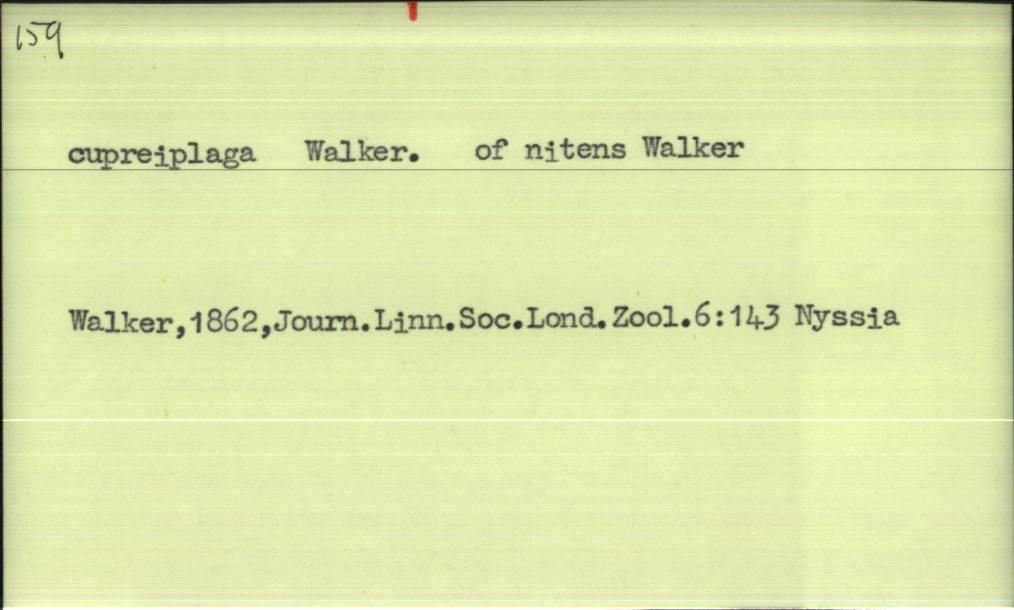 159
cupreiplaga Walker. of nitens Walker
Walker,1862,Journ.Linn.Soc.Lond.Zool.6:143 Nyssia